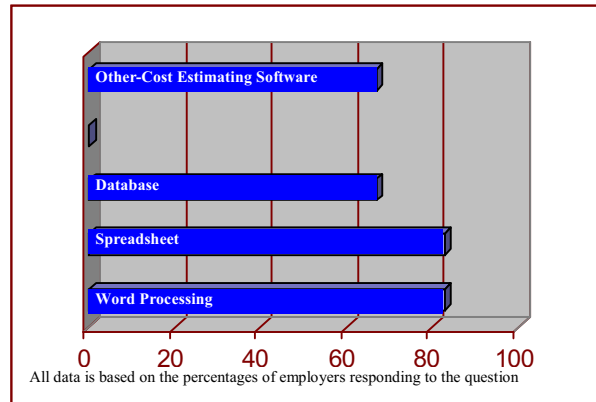 Other-Cost Estimating Software
Database
Spreadsheet
Word Processing
0 20 40 60 80 100
All data is based on the percentages of employers responding to the question